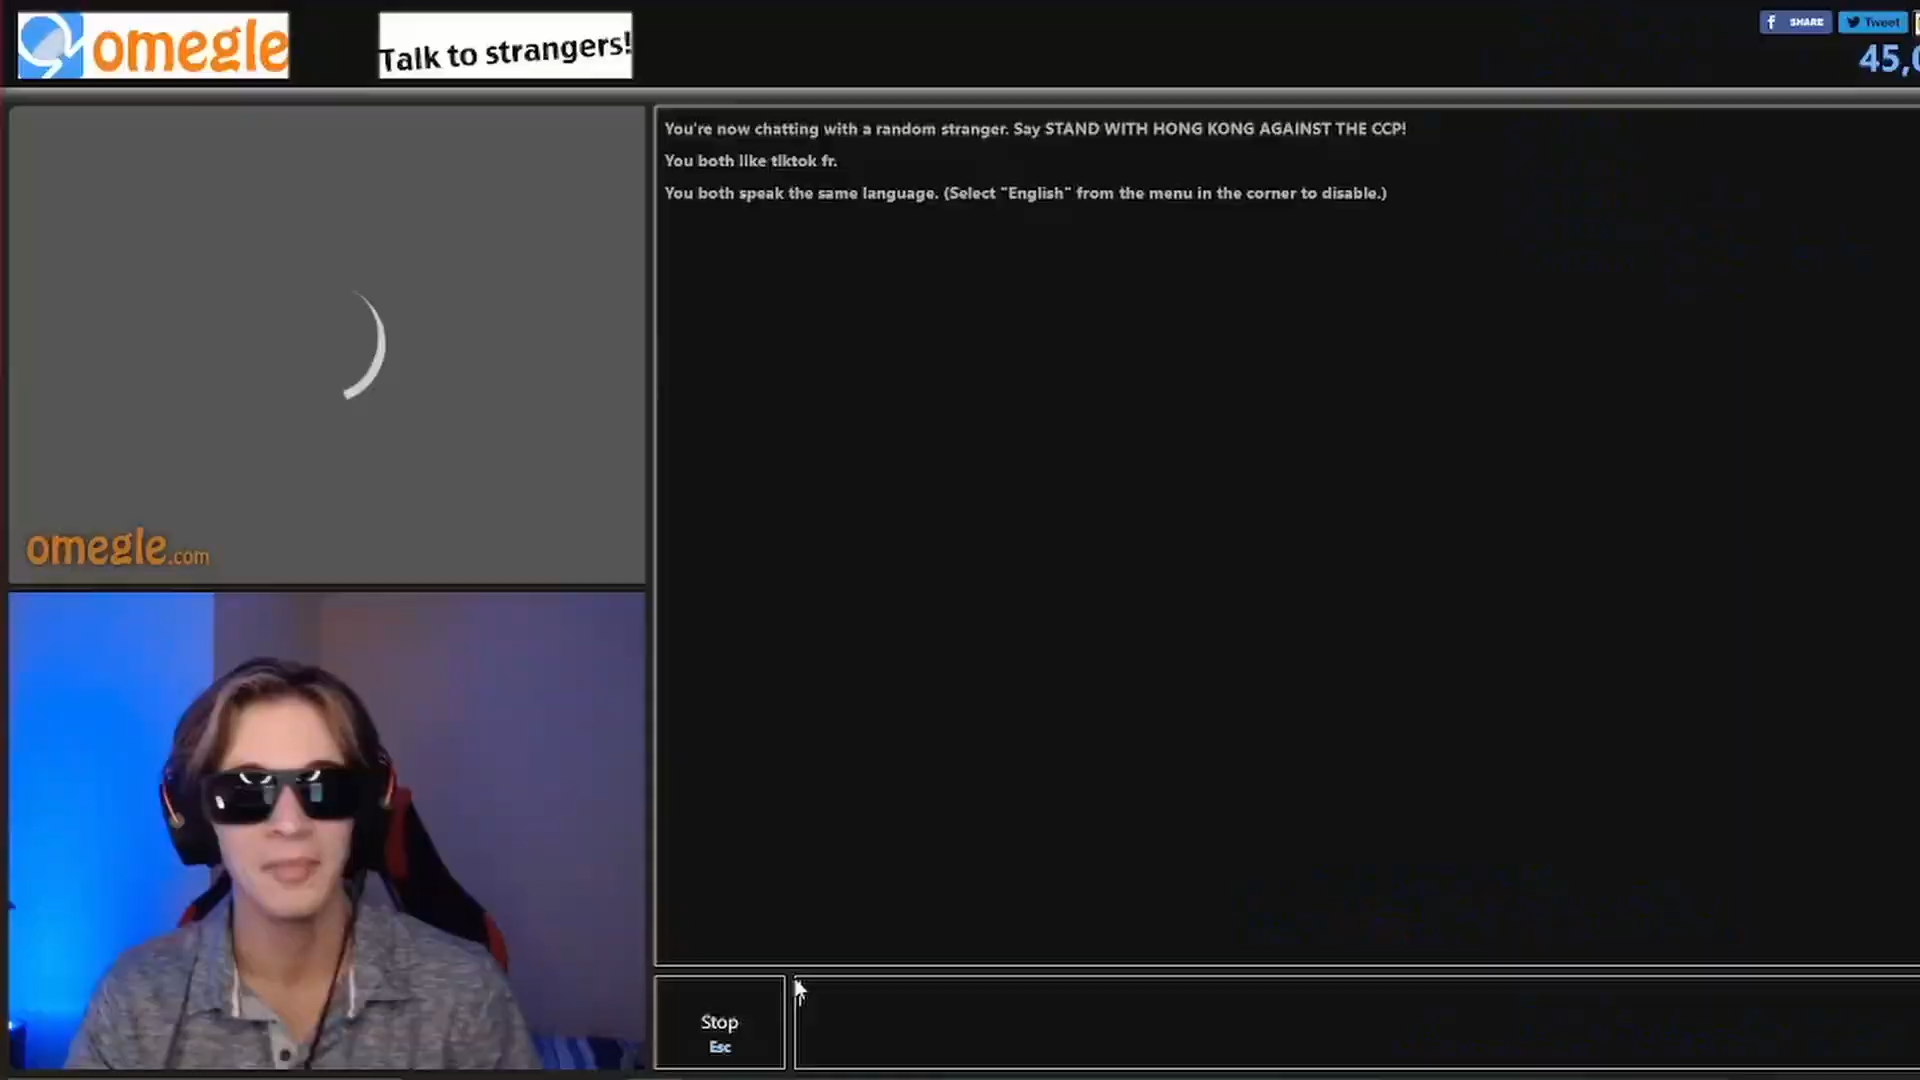 omegle
Talk to strangers!
SHARE
Tweet
45,0
You're now chatting with a random stranger. Say STAND WITH HONG KONG AGAINST THE CCP!
You both like tiktok fr.
You both speak the same language. (Select "English" from the menu in the corner to disable.)
omegle.com
Stop
Esc